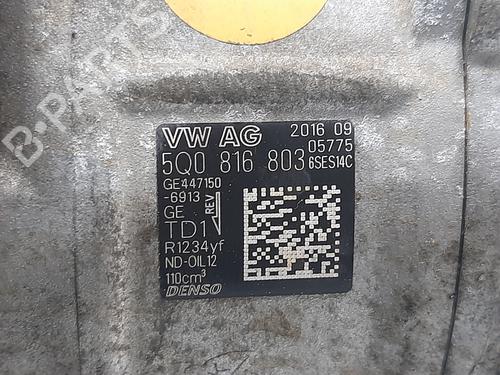 B-PARTS
VW AG 2016 09
05775
5Q0 816 803 6SES14C
GE447150
-6913
GE REV
TD1
R1234yf
ND-OIL12
110cm³
DENSO